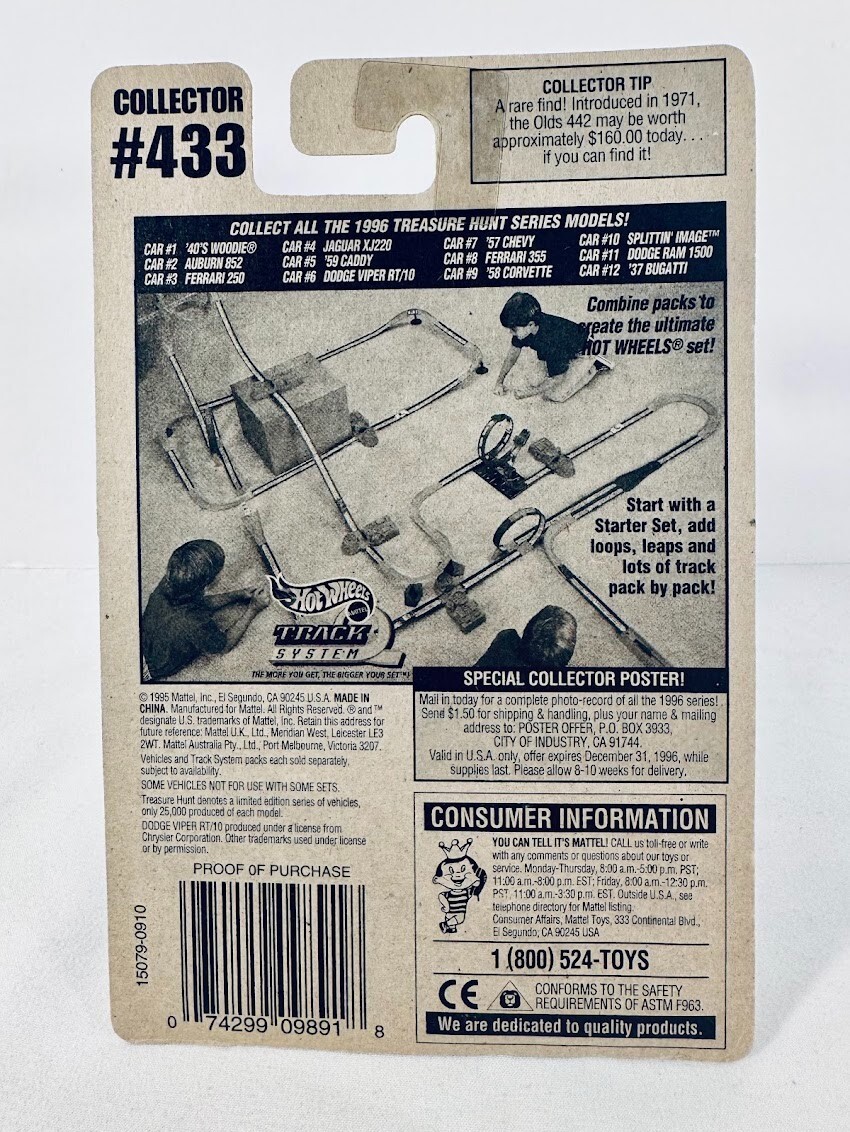 COLLECTOR
#433
COLLECTOR TIP
A rare find! Introduced in 1971,
the Olds 442 may be worth
approximately $160.00 today. . .
if you can find it!
COLLECT ALL THE 1996 TREASURE HUNT SERIES MODELS!
CAR #1 '40'S WOODIE®
CAR #2 AUBURN 852
CAR #3 FERRARI 250
CAR #4 JAGUAR XJ220
CAR #5 '59 CADDY
CAR #6 DODGE VIPER RT/10
CAR #7 '57 CHEVY
CAR #8 FERRARI 355
CAR #9 '58 CORVETTE
CAR #10 SPLITTIN' IMAGE™
CAR #11 DODGE RAM 1500
CAR #12 '37 BUGATTI
Combine packs to
create the ultimate
HOT WHEELS® set!
Start with a
Starter Set, add
loops, leaps and
lots of track
pack by pack!
HOT WHEELS
MATTEL
TRACK
SYSTEM
THE MORE YOU GET, THE BIGGER YOUR SET™!
© 1995 Mattel, Inc., El Segundo, CA 90245 U.S.A. MADE IN
CHINA. Manufactured for Mattel. All Rights Reserved. ® and ™
designate U.S. trademarks of Mattel, Inc. Retain this address for
future reference: Mattel U.K., Ltd., Meridian West, Leicester LE3
2WT. Mattel Australia Pty., Ltd., Port Melbourne, Victoria 3207.
Vehicles and Track System packs each sold separately,
subject to availability.
SOME VEHICLES NOT FOR USE WITH SOME SETS.
Treasure Hunt denotes a limited edition series of vehicles,
only 25,000 produced of each model.
DODGE VIPER RT/10 produced under a license from
Chrysler Corporation. Other trademarks used under license
or by permission.
PROOF OF PURCHASE
15079-0910
0 74299 09891 8
SPECIAL COLLECTOR POSTER!
Mail in today for a complete photo-record of all the 1996 series!
Send $1.50 for shipping & handling, plus your name & mailing
address to: POSTER OFFER, P.O. BOX 3933,
CITY OF INDUSTRY, CA 91744.
Valid in U.S.A. only, offer expires December 31, 1996, while
supplies last. Please allow 8-10 weeks for delivery.
CONSUMER INFORMATION
YOU CAN TELL IT'S MATTEL! CALL us toll-free or write
with any comments or questions about our toys or
service. Monday-Thursday, 8:00 a.m.-5:00 p.m. PST;
11:00 a.m.-8:00 p.m. EST; Friday, 8:00 a.m.-12:30 p.m.
PST, 11:00 a.m.-3:30 p.m. EST. Outside U.S.A., see
telephone directory for Mattel listing.
Consumer Affairs, Mattel Toys, 333 Continental Blvd.,
El Segundo, CA 90245 USA
1 (800) 524-TOYS
CE
CONFORMS TO THE SAFETY
REQUIREMENTS OF ASTM F963.
We are dedicated to quality products.